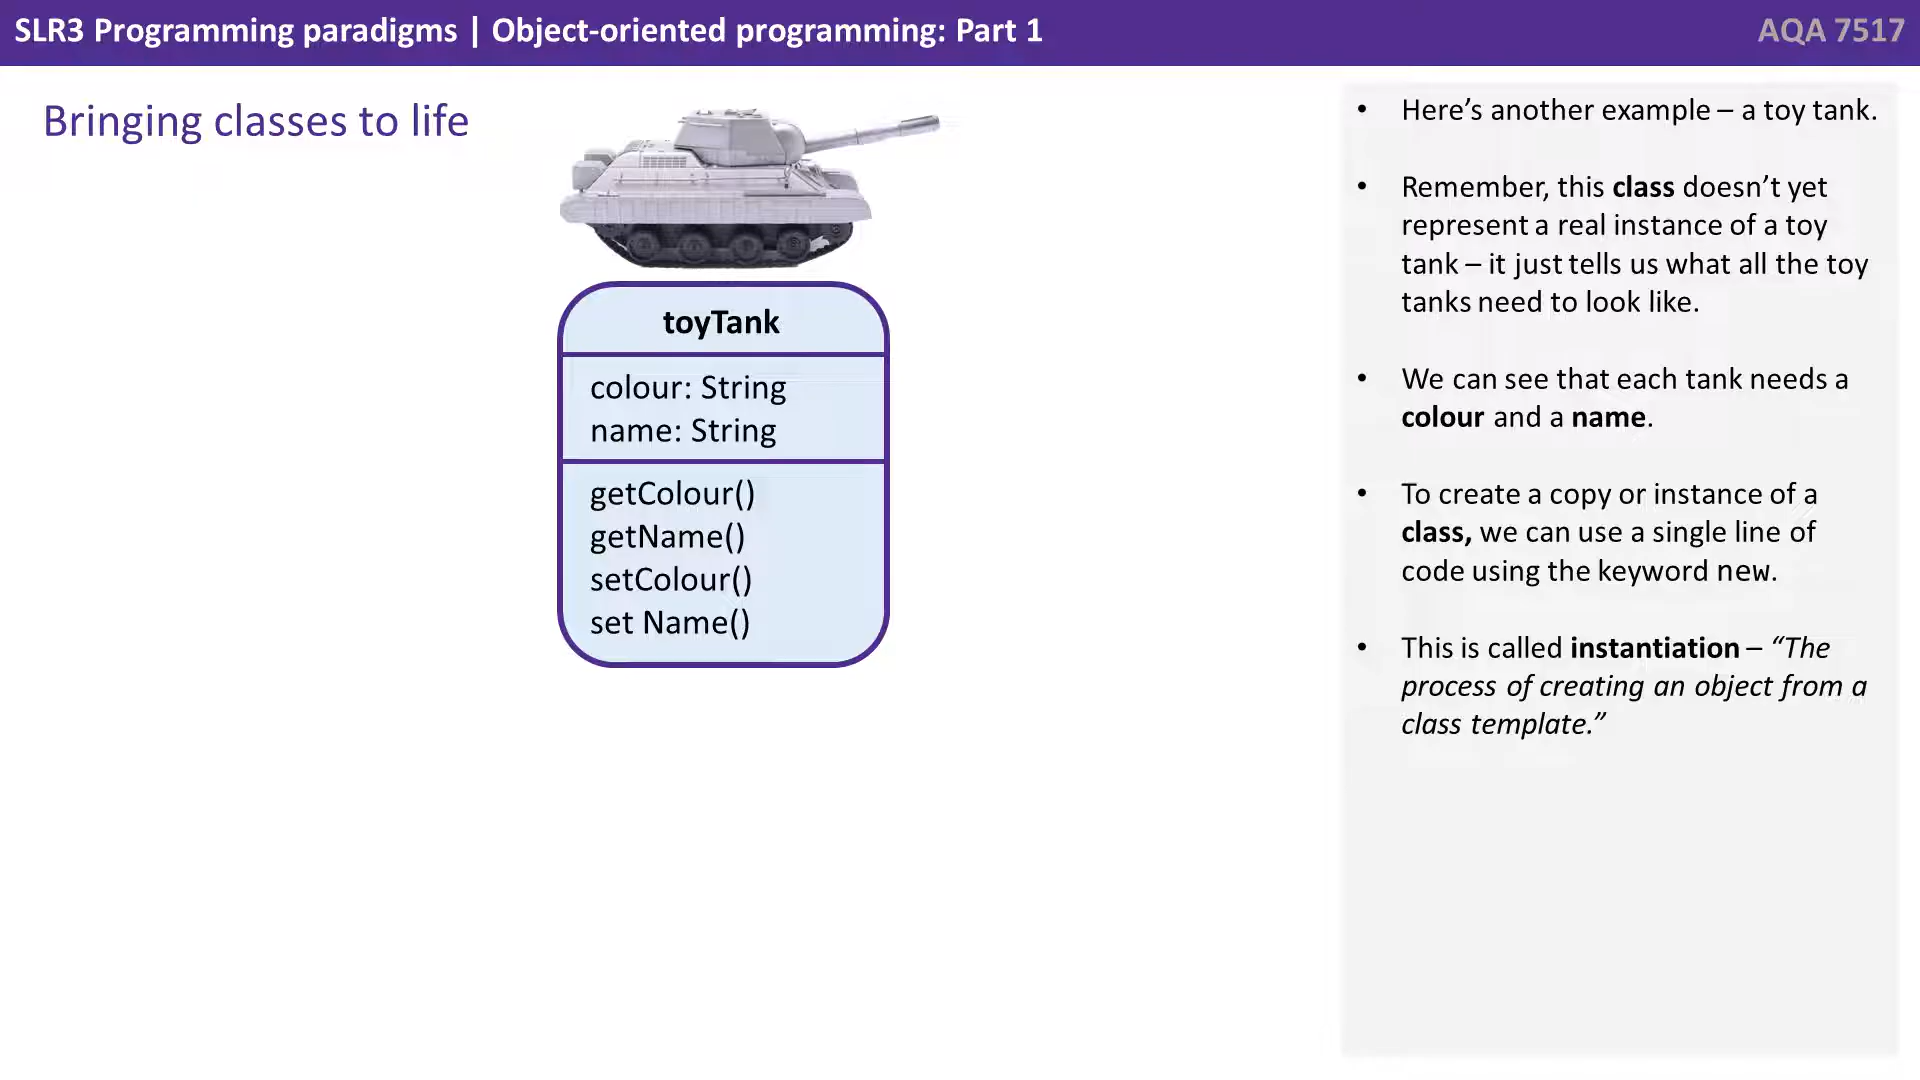 SLR3 Programming paradigms | Object-oriented programming: Part 1
AQA 7517
Bringing classes to life
toyTank
colour: String
name: String
getColour()
getName()
setColour()
set Name()
• Here’s another example – a toy tank.
• Remember, this class doesn’t yet
represent a real instance of a toy
tank – it just tells us what all the toy
tanks need to look like.
• We can see that each tank needs a
colour and a name.
• To create a copy or instance of a
class, we can use a single line of
code using the keyword new.
• This is called instantiation – “The
process of creating an object from a
class template.”